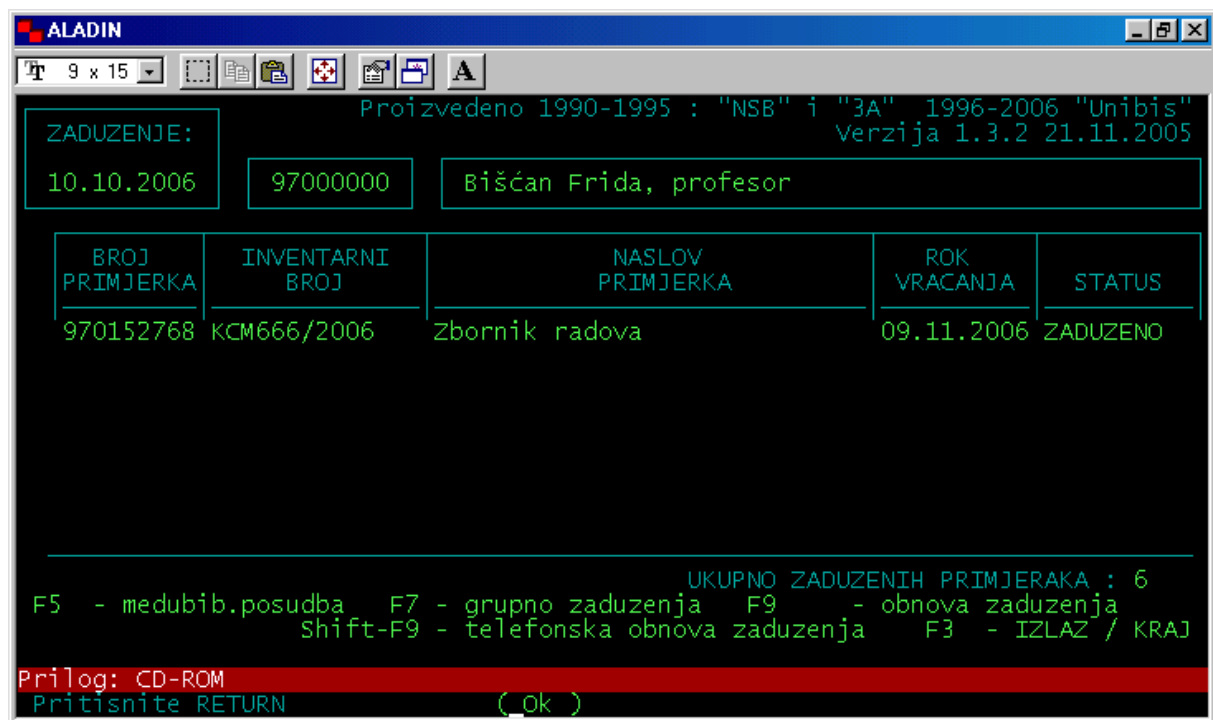 ALADIN
Tr 9 x 15 A
Proizvedeno 1990-1995 : "NSB" i "3A" 1996-2006 "Unibis"
ZADUZENJE: Verzija 1.3.2 21.11.2005
10.10.2006 97000000 Bišćan Frida, profesor
BROJ INVENTARNI NASLOV ROK
PRIMJERKA BROJ PRIMJERKA VRACANJA STATUS
970152768 KCM666/2006 Zbornik radova 09.11.2006 ZADUZENO
UKUPNO ZADUZENIH PRIMJERAKA : 6
F5 - medubib.posudba F7 - grupno zaduzenja F9 - obnova zaduzenja
Shift-F9 - telefonska obnova zaduzenja F3 - IZLAZ / KRAJ
Prilog: CD-ROM
Pritisnite RETURN (_Ok )